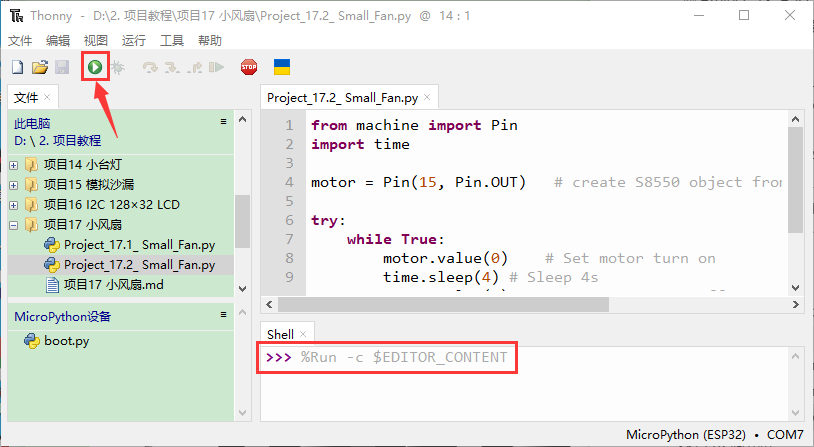 Thonny - D:\2. 项目教程\项目17 小风扇\Project_17.2_ Small_Fan.py @ 14 : 1
文件 编辑 视图 运行 工具 帮助
STOP
文件 ×
此电脑
D: \ 2. 项目教程
项目14 小台灯
项目15 模拟沙漏
项目16 I2C 128×32 LCD
项目17 小风扇
Project_17.1_ Small_Fan.py
Project_17.2_ Small_Fan.py
项目17 小风扇.md
MicroPython设备
boot.py
Project_17.2_ Small_Fan.py ×
1 from machine import Pin
2 import time
3
4 motor = Pin(15, Pin.OUT) # create S8550 object from
5
6 try:
7 while True:
8 motor.value(0) # Set motor turn on
9 time.sleep(4) # Sleep 4s
Shell ×
>>> %Run -c $EDITOR_CONTENT
MicroPython (ESP32) • COM7